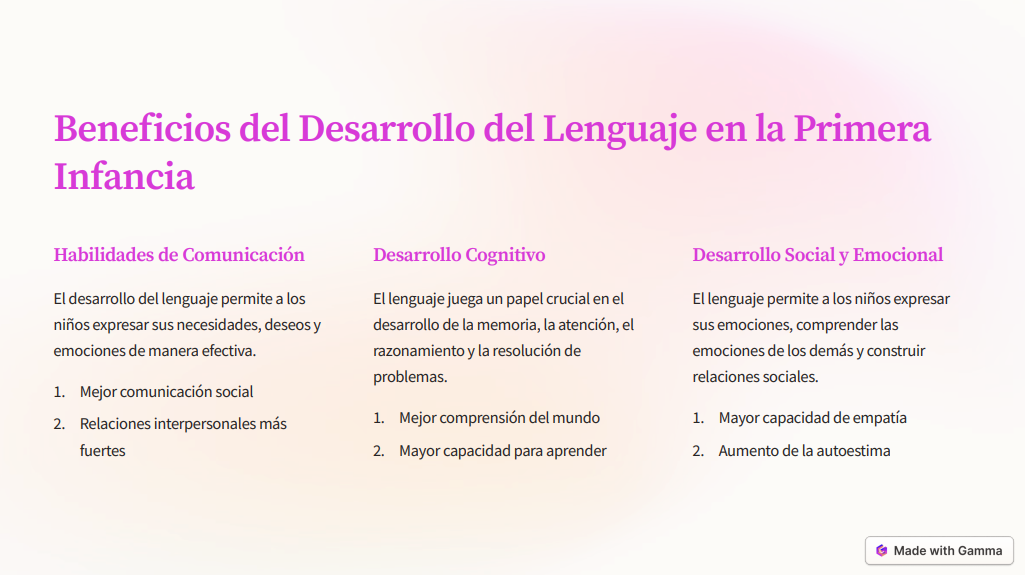 Beneficios del Desarrollo del Lenguaje en la Primera
Infancia
Habilidades de Comunicación
El desarrollo del lenguaje permite a los
niños expresar sus necesidades, deseos y
emociones de manera efectiva.
1. Mejor comunicación social
2. Relaciones interpersonales más
fuertes
Desarrollo Cognitivo
El lenguaje juega un papel crucial en el
desarrollo de la memoria, la atención, el
razonamiento y la resolución de
problemas.
1. Mejor comprensión del mundo
2. Mayor capacidad para aprender
Desarrollo Social y Emocional
El lenguaje permite a los niños expresar
sus emociones, comprender las
emociones de los demás y construir
relaciones sociales.
1. Mayor capacidad de empatía
2. Aumento de la autoestima
Made with Gamma